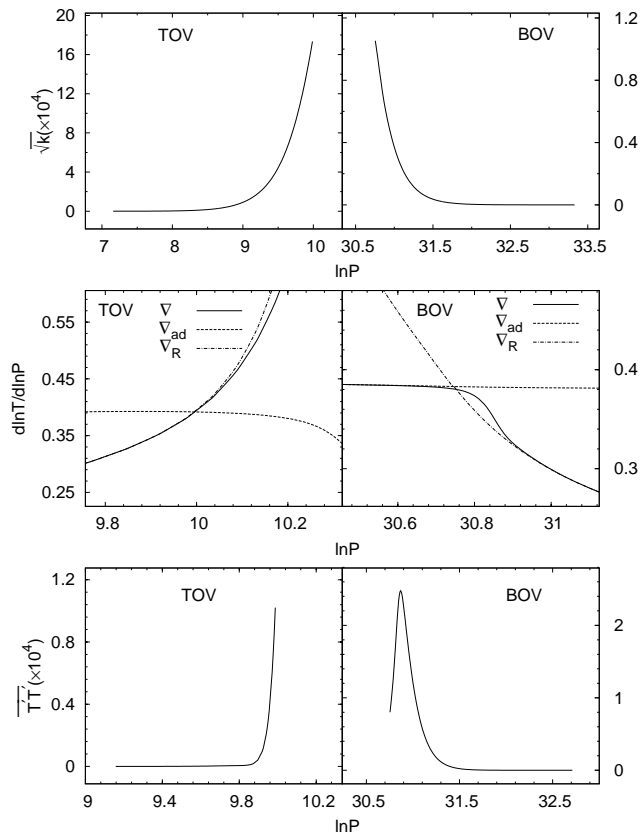 20
16
12
8
4
0
√k(×10⁴)
TOV
7
8
9
10
lnP
BOV
1.2
0.8
0.4
0
30.5
31.5
32.5
33.5
0.55
0.45
0.35
0.25
dlnT/dlnP
TOV
∇
∇ad
∇R
9.8
10
10.2
lnP
BOV
∇
∇ad
∇R
0.4
0.3
30.6
30.8
31
1.2
0.8
0.4
0
T′T′(×10⁴)
TOV
9
9.4
9.8
10.2
lnP
BOV
2
1
0
30.5
31.5
32.5